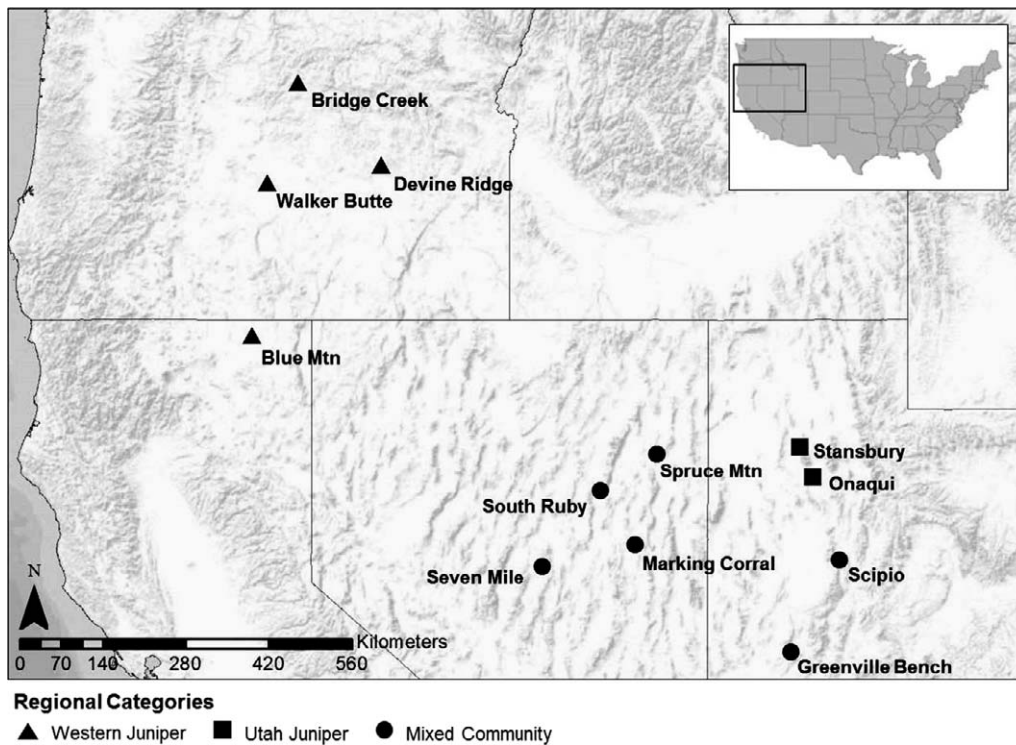 Bridge Creek
Devine Ridge
Walker Butte
Blue Mtn
Stansbury
Spruce Mtn
Onaqui
South Ruby
Marking Corral
Scipio
Seven Mile
N
Kilometers
0 70 140 280 420 560
Greenville Bench
Regional Categories
Western Juniper Utah Juniper Mixed Community